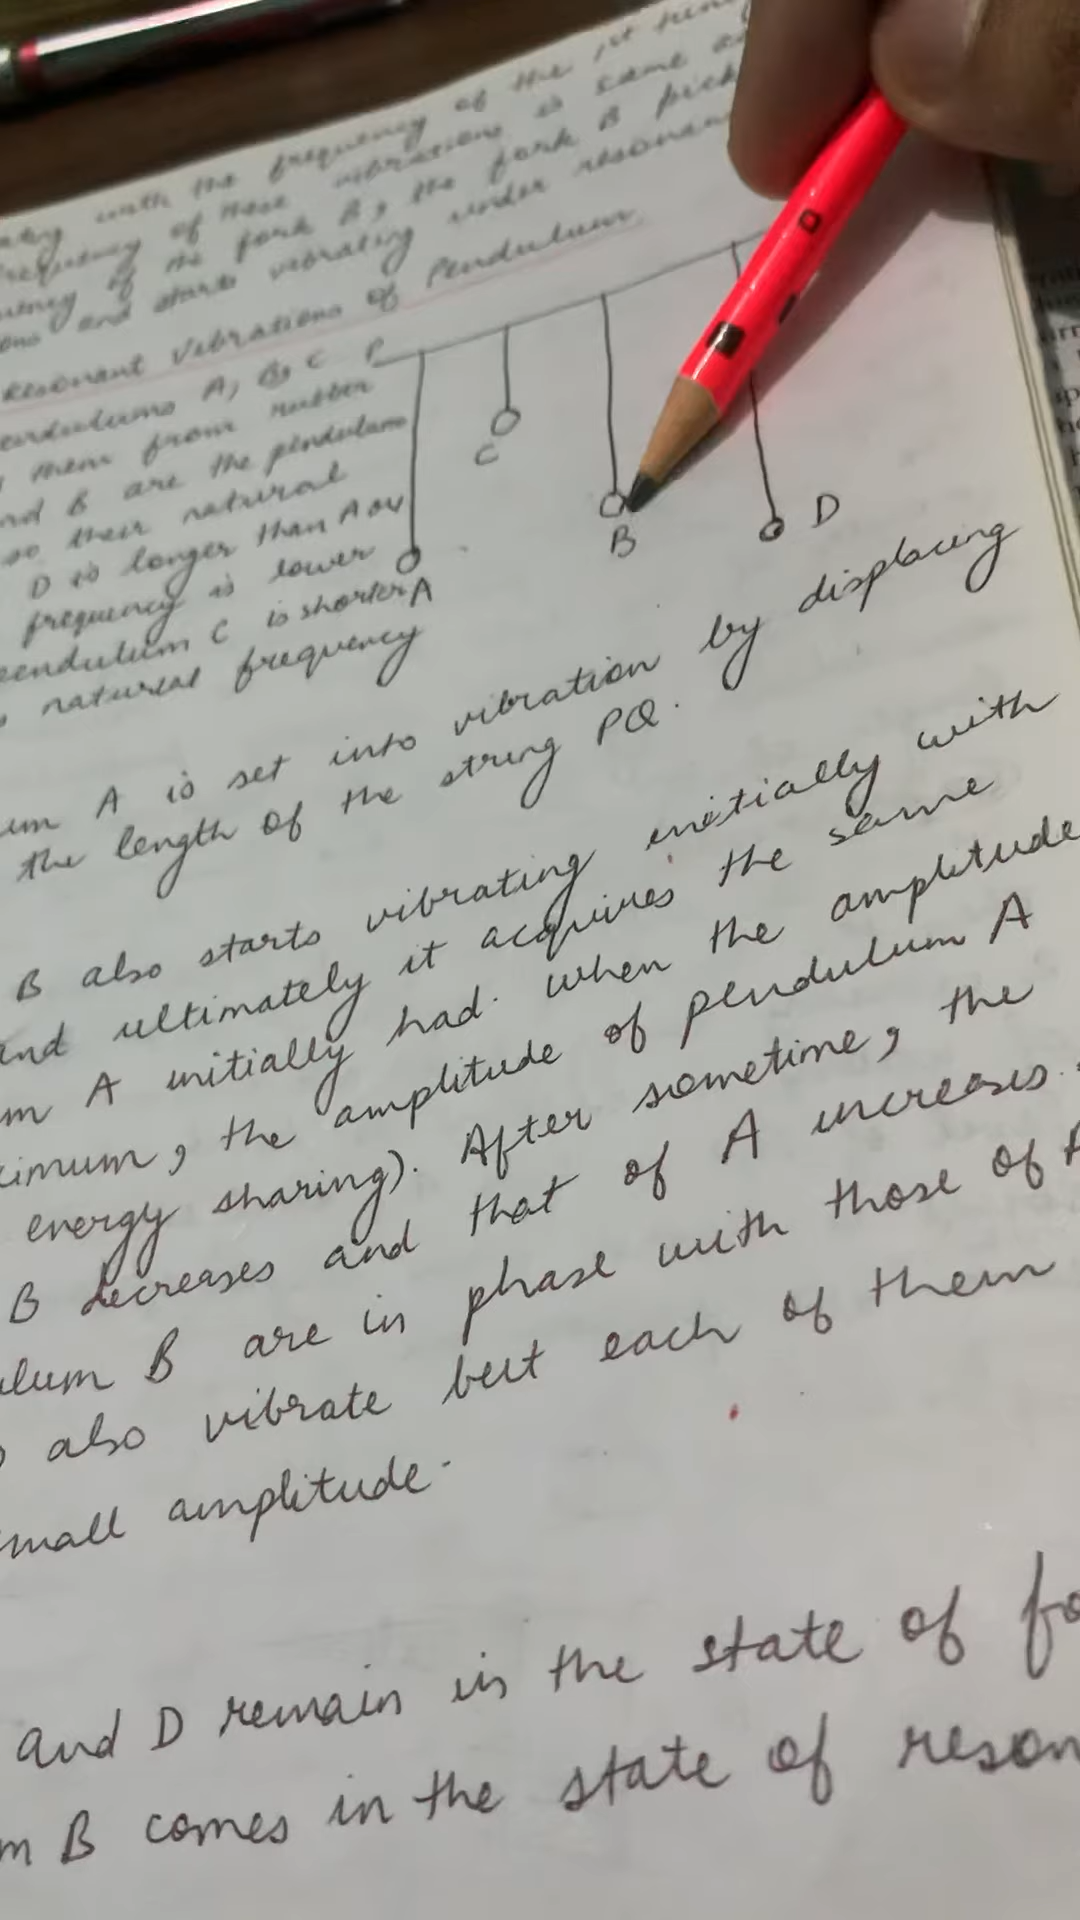 with the frequency of the 1st
frequency of these vibrations is same as
of the fork B, the fork B pick
and starts vibrating under resonan
Resonant Vibrations of Pendulum
Pendulums A, B, C P
them from rubber
nd B are the pendulum
so their natural
D is longer than A or
frequency is lower
pendulum C is shorter
natural frequency
C
B
D
A
um A is set into vibration by displacing
the length of the string PQ.
B also starts vibrating initially with
and ultimately it acquires the same
m A initially had. When the amplitude
ximum, the amplitude of pendulum A
energy sharing). After sometime, the
B decreases and that of A increases.
ulum B are in phase with those of A
also vibrate but each of them
small amplitude.
and D remain in the state of fo
m B comes in the state of reson